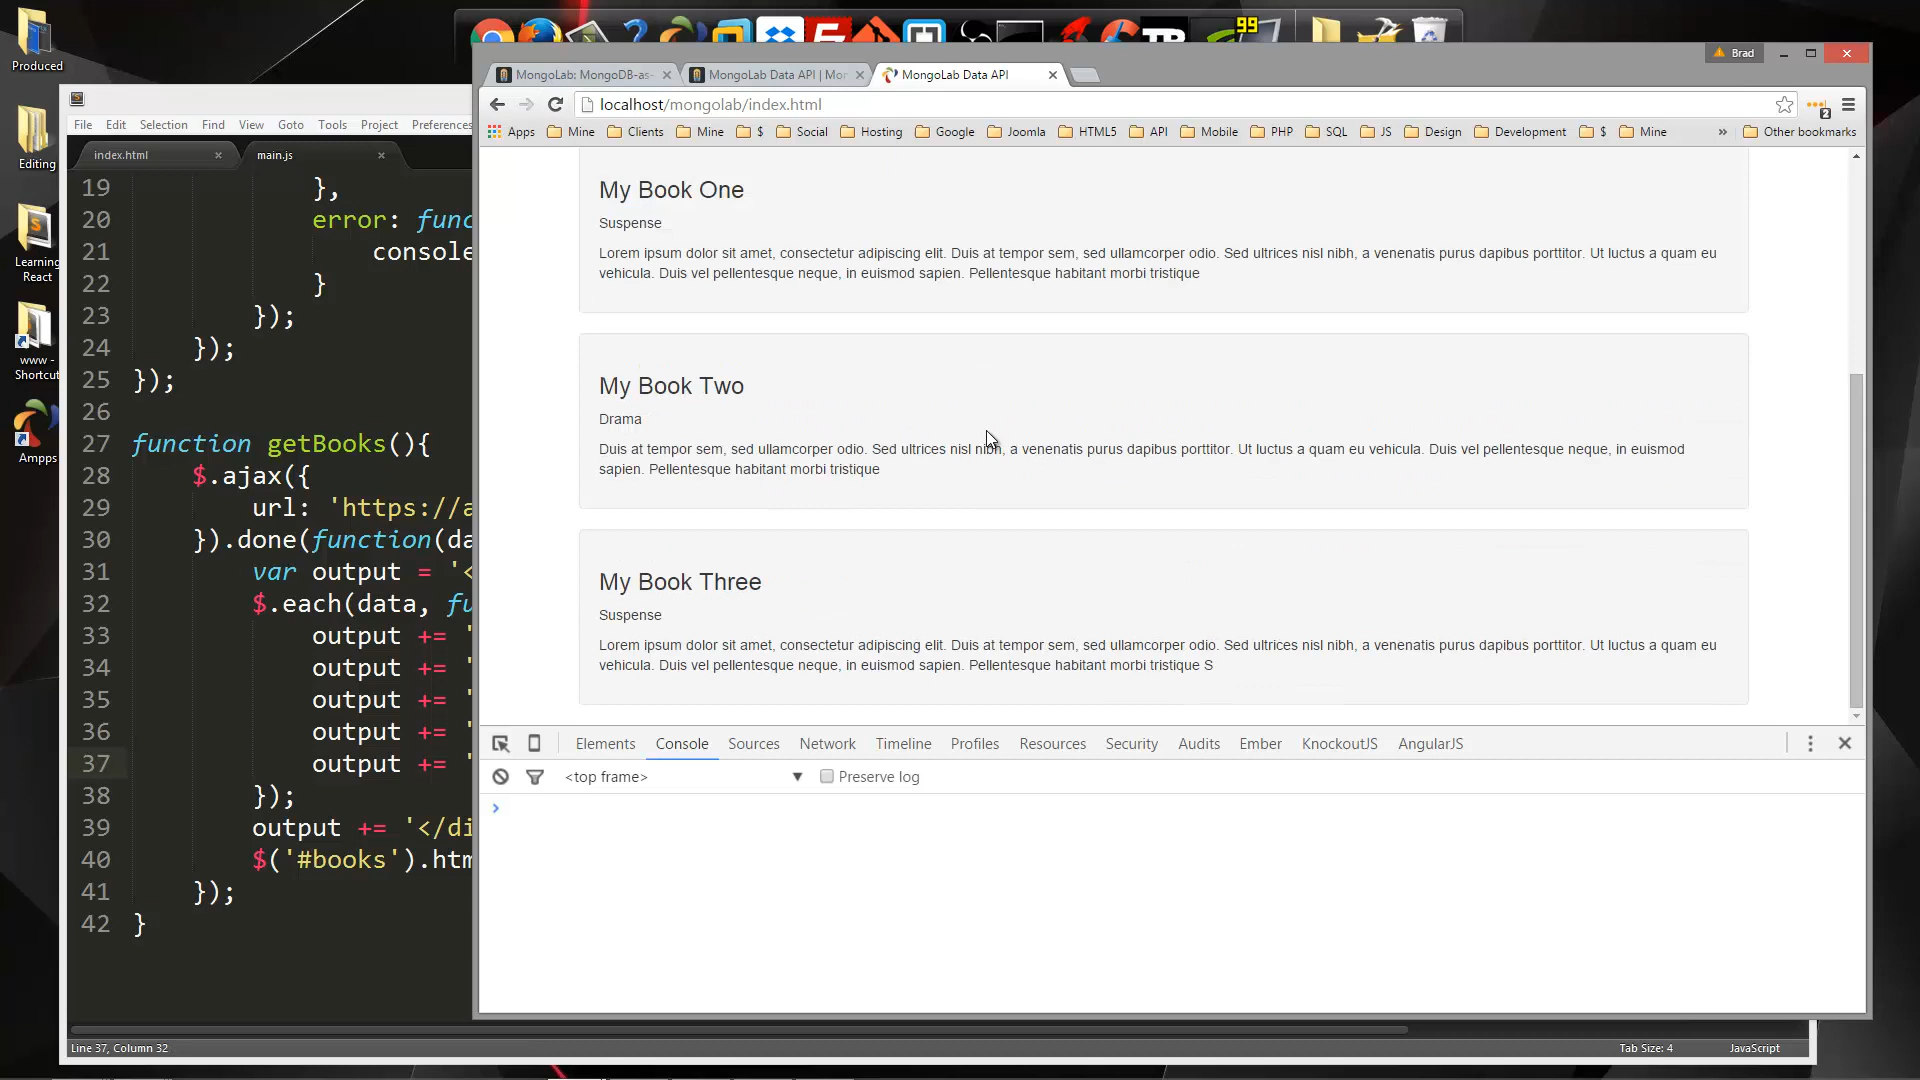 Produced
Editing
Learning
React
www -
Shortcut
Ampps
99
TB
Brad
MongoLab: MongoDB-as-
MongoLab Data API | Mor
MongoLab Data API
localhost/mongolab/index.html
2
Apps Mine Clients Mine $ Social Hosting Google Joomla HTML5 API Mobile PHP SQL JS Design Development $ Mine » Other bookmarks
File Edit Selection Find View Goto Tools Project Preferences
index.html
main.js
19 },
20 error: func
21 console
22 }
23 });
24 });
25 });
26
27 function getBooks(){
28 $.ajax({
29 url: 'https://a
30 }).done(function(da
31 var output = '<
32 $.each(data, fu
33 output += '
34 output += '
35 output += '
36 output += '
37 output += '
38 });
39 output += '</di
40 $('#books').htm
41 });
42 }
Line 37, Column 32
Tab Size: 4
JavaScript
My Book One
Suspense
Lorem ipsum dolor sit amet, consectetur adipiscing elit. Duis at tempor sem, sed ullamcorper odio. Sed ultrices nisl nibh, a venenatis purus dapibus porttitor. Ut luctus a quam eu
vehicula. Duis vel pellentesque neque, in euismod sapien. Pellentesque habitant morbi tristique
My Book Two
Drama
Duis at tempor sem, sed ullamcorper odio. Sed ultrices nisl nibh, a venenatis purus dapibus porttitor. Ut luctus a quam eu vehicula. Duis vel pellentesque neque, in euismod
sapien. Pellentesque habitant morbi tristique
My Book Three
Suspense
Lorem ipsum dolor sit amet, consectetur adipiscing elit. Duis at tempor sem, sed ullamcorper odio. Sed ultrices nisl nibh, a venenatis purus dapibus porttitor. Ut luctus a quam eu
vehicula. Duis vel pellentesque neque, in euismod sapien. Pellentesque habitant morbi tristique S
Elements Console Sources Network Timeline Profiles Resources Security Audits Ember KnockoutJS AngularJS
<top frame> Preserve log